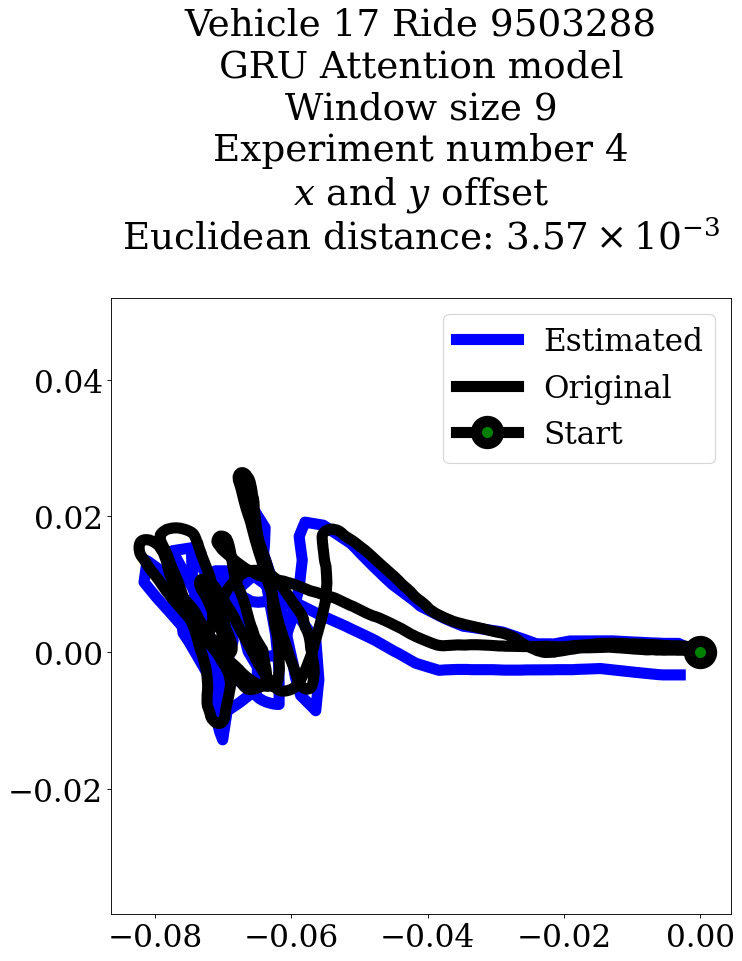 Vehicle 17 Ride 9503288
GRU Attention model
Window size 9
Experiment number 4
x and y offset
Euclidean distance: 3.57 × 10⁻³
Estimated
Original
Start
0.04
0.02
0.00
−0.02
−0.08
−0.06
−0.04
−0.02
0.00